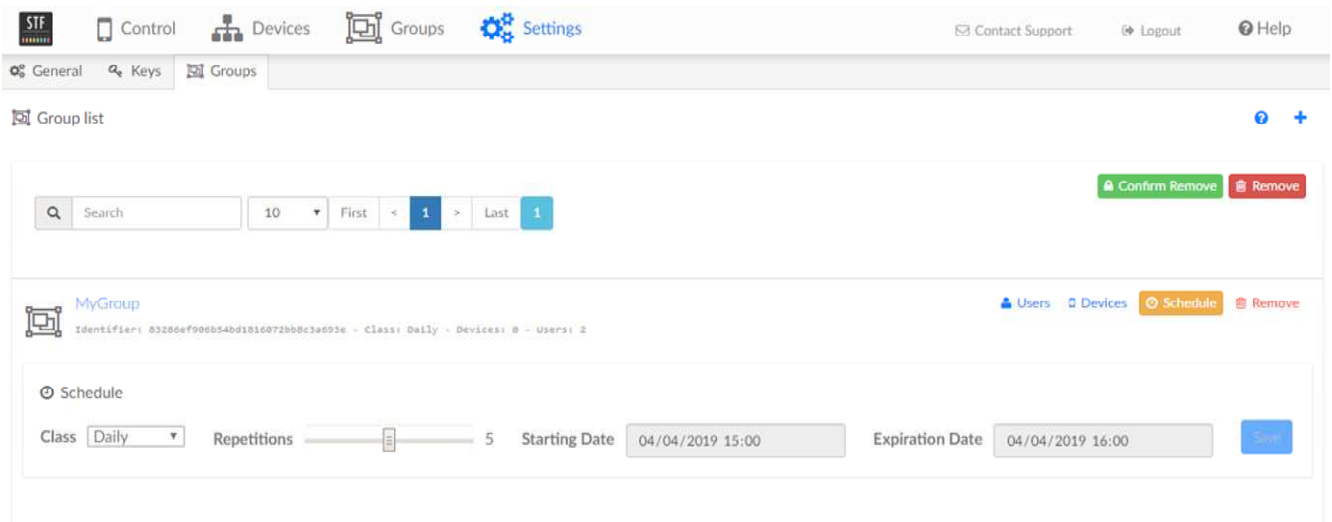 STF Control Devices Groups Settings Contact Support Logout Help
General Keys Groups
Group list
Confirm Remove Remove
Search 10 First < 1 > Last 1
MyGroup Users Devices Schedule Remove
Identifier: 83286ef906b54bd1816072bb8c3a693e - Class: Daily - Devices: 0 - Users: 2
Schedule
Class Daily Repetitions 5 Starting Date 04/04/2019 15:00 Expiration Date 04/04/2019 16:00 Save